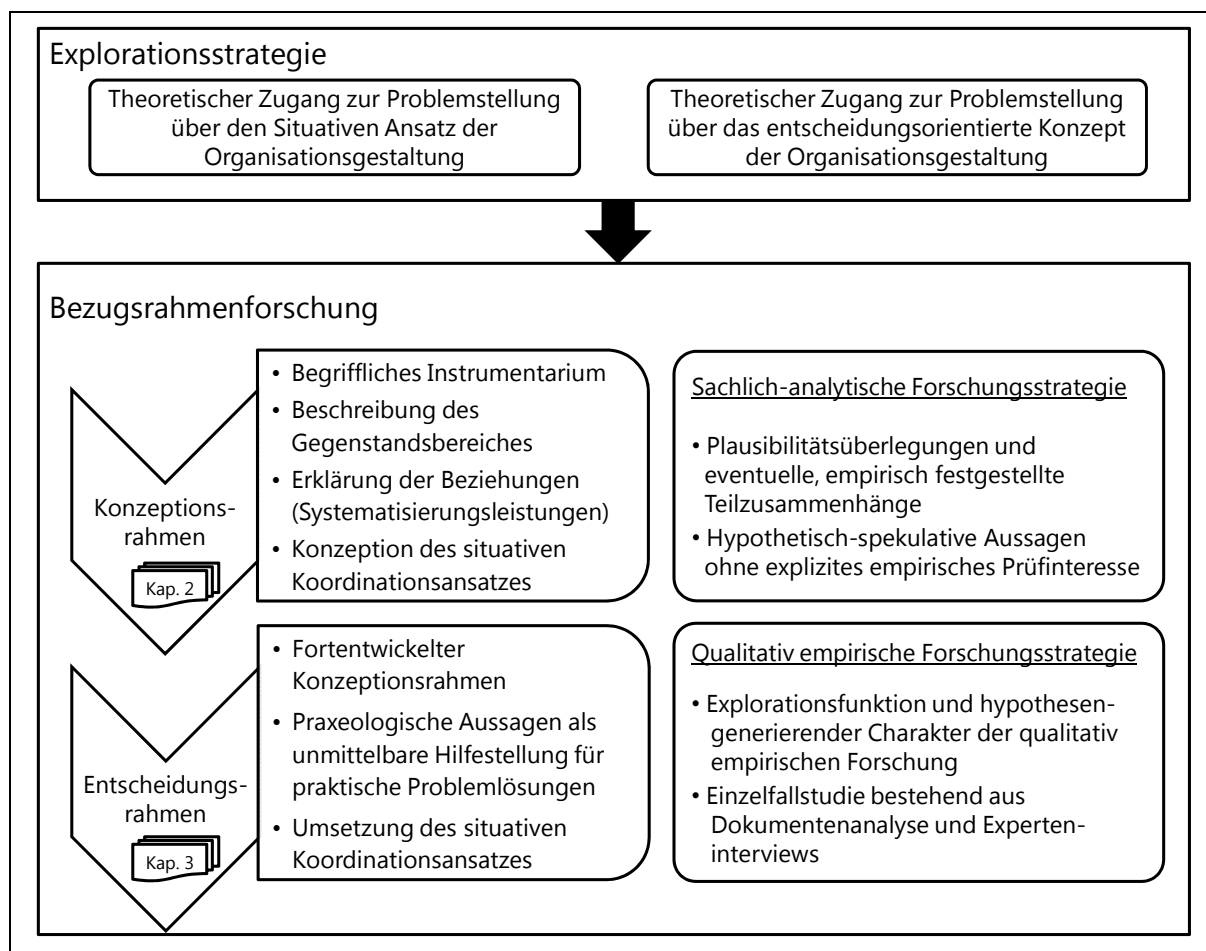 Explorationsstrategie
Theoretischer Zugang zur Problemstellung
über den Situativen Ansatz der
Organisationsgestaltung
Theoretischer Zugang zur Problemstellung
über das entscheidungsorientierte Konzept
der Organisationsgestaltung
Bezugsrahmenforschung
Konzeptions-
rahmen
Kap. 2
• Begriffliches Instrumentarium
• Beschreibung des
Gegenstandsbereiches
• Erklärung der Beziehungen
(Systematisierungsleistungen)
• Konzeption des situativen
Koordinationsansatzes
Sachlich-analytische Forschungsstrategie
• Plausibilitätsüberlegungen und
eventuelle, empirisch festgestellte
Teilzusammenhänge
• Hypothetisch-spekulative Aussagen
ohne explizites empirisches Prüfinteresse
Entscheidungs-
rahmen
Kap. 3
• Fortentwickelter
Konzeptionsrahmen
• Praxeologische Aussagen als
unmittelbare Hilfestellung für
praktische Problemlösungen
• Umsetzung des situativen
Koordinationsansatzes
Qualitativ empirische Forschungsstrategie
• Explorationsfunktion und hypothesen-
generierender Charakter der qualitativ
empirischen Forschung
• Einzelfallstudie bestehend aus
Dokumentenanalyse und Experten-
interviews